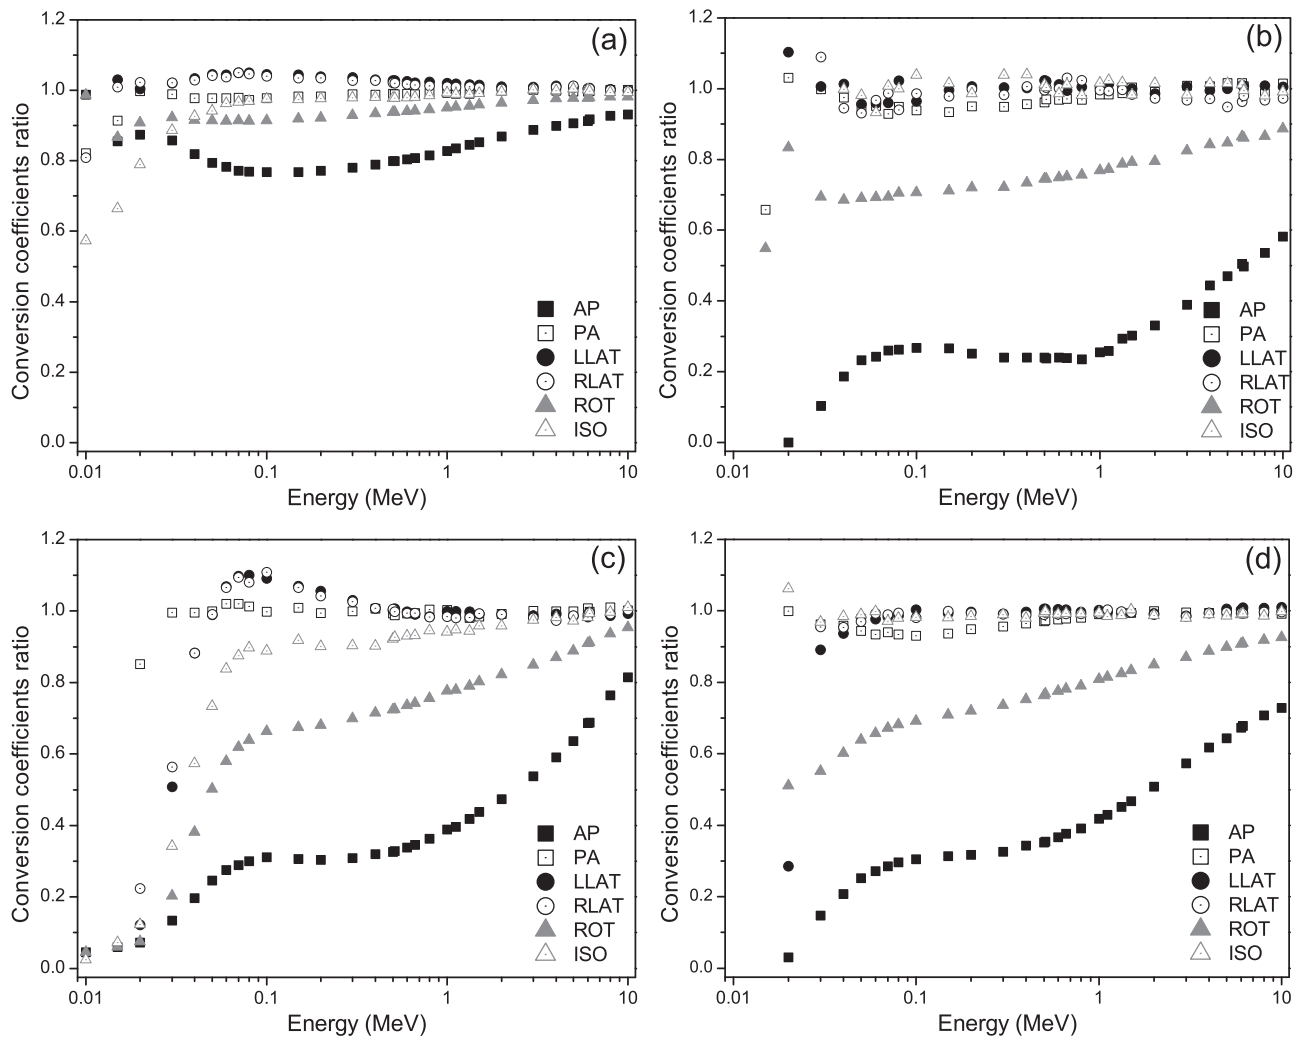 (a)
1.2
1.0
0.8
0.6
0.4
0.2
0.0
Conversion coefficients ratio
AP
PA
LLAT
RLAT
ROT
ISO
0.01 0.1 1 10
Energy (MeV)
(b)
1.2
1.0
0.8
0.6
0.4
0.2
0.0
Conversion coefficients ratio
AP
PA
LLAT
RLAT
ROT
ISO
0.01 0.1 1 10
Energy (MeV)
(c)
1.2
1.0
0.8
0.6
0.4
0.2
0.0
Conversion coefficients ratio
AP
PA
LLAT
RLAT
ROT
ISO
0.01 0.1 1 10
Energy (MeV)
(d)
1.2
1.0
0.8
0.6
0.4
0.2
0.0
Conversion coefficients ratio
AP
PA
LLAT
RLAT
ROT
ISO
0.01 0.1 1 10
Energy (MeV)